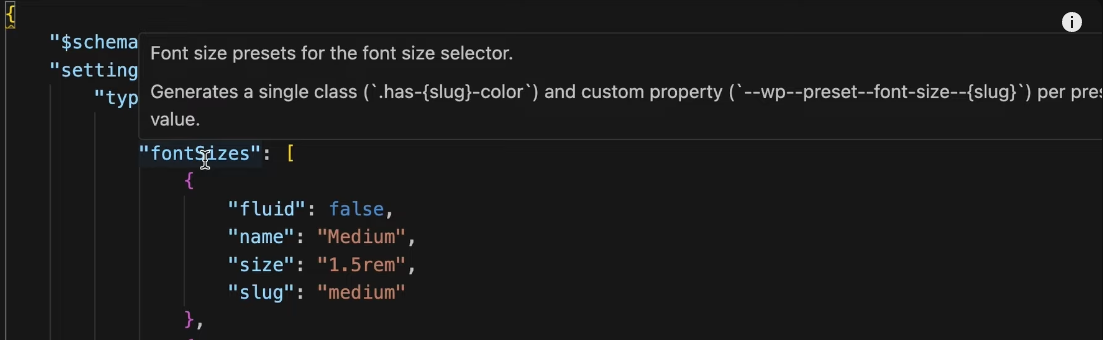 {
"$schema
Font size presets for the font size selector.
"setting
Generates a single class (`.has-{slug}-color`) and custom property (`--wp--preset--font-size--{slug}`) per pres
"typ
value.
"fontSizes": [
{
"fluid": false,
"name": "Medium",
"size": "1.5rem",
"slug": "medium"
},